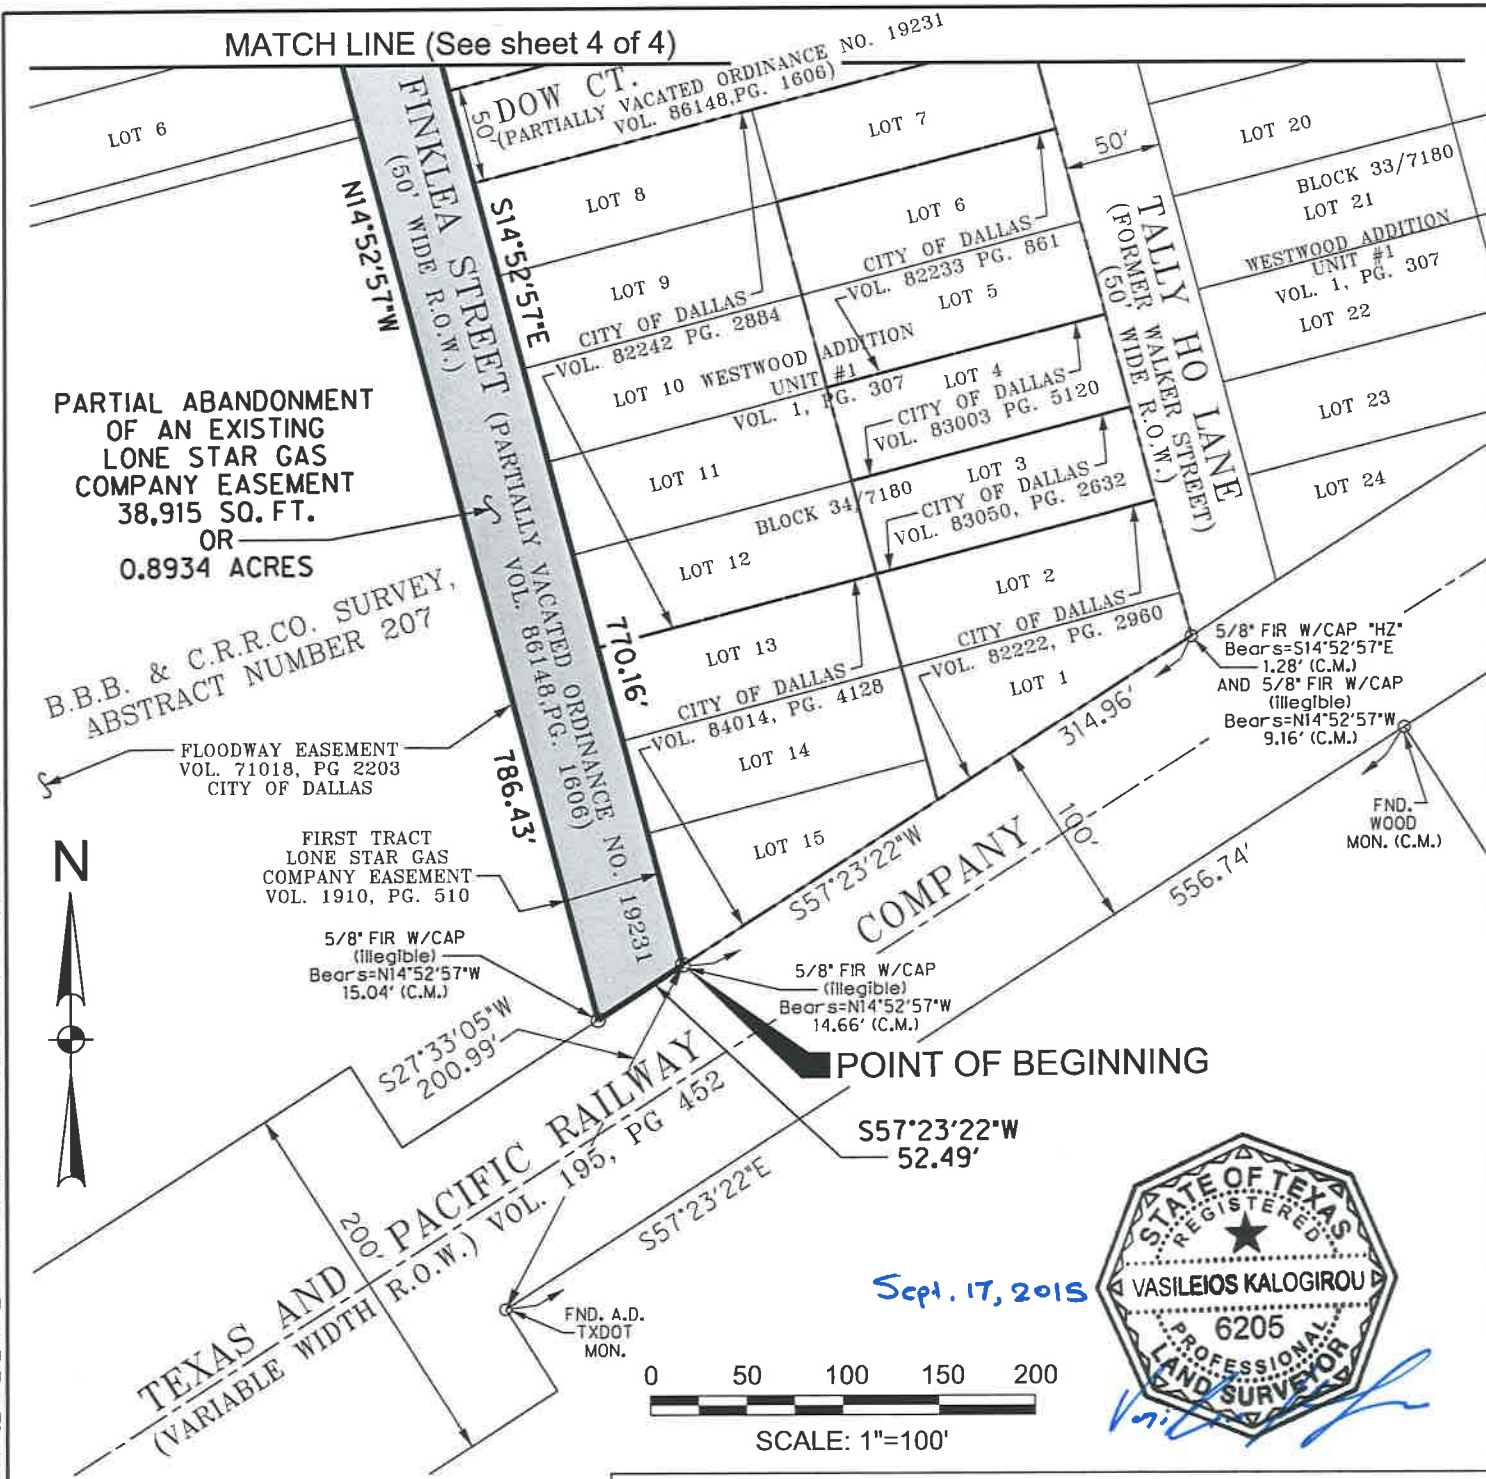 MATCH LINE (See sheet 4 of 4)
DOW CT.
(PARTIALLY VACATED ORDINANCE NO. 19231
VOL. 86148,PG. 1606)
50'
LOT 6
FINKLEA STREET (PARTIALLY VACATED ORDINANCE NO. 19231
(50' WIDE R.O.W.)
VOL. 86148,PG. 1606)
N14°52'57"W
S14°52'57"E
770.16'
786.43'
LOT 7
LOT 8
LOT 6
CITY OF DALLAS
VOL. 82233 PG. 861
LOT 9
LOT 5
CITY OF DALLAS
VOL. 82242 PG. 2884
LOT 10 WESTWOOD ADDITION
UNIT #1
VOL. 1, PG. 307
LOT 4
CITY OF DALLAS
VOL. 83003 PG. 5120
LOT 11
LOT 3
BLOCK 34/7180
CITY OF DALLAS
VOL. 83050, PG. 2632
LOT 12
LOT 2
CITY OF DALLAS
VOL. 82222, PG. 2960
LOT 13
LOT 1
CITY OF DALLAS
VOL. 84014, PG. 4128
LOT 14
LOT 15
50'
TALLY HO LANE
(FORMER WALKER STREET)
(50' WIDE R.O.W.)
LOT 20
BLOCK 33/7180
LOT 21
WESTWOOD ADDITION
UNIT #1
VOL. 1, PG. 307
LOT 22
LOT 23
LOT 24
PARTIAL ABANDONMENT
OF AN EXISTING
LONE STAR GAS
COMPANY EASEMENT
38,915 SQ. FT.
OR
0.8934 ACRES
B.B.B. & C.R.R.CO. SURVEY,
ABSTRACT NUMBER 207
FLOODWAY EASEMENT
VOL. 71018, PG 2203
CITY OF DALLAS
FIRST TRACT
LONE STAR GAS
COMPANY EASEMENT
VOL. 1910, PG. 510
N
5/8" FIR W/CAP
(illegible)
Bears=N14°52'57"W
15.04' (C.M.)
5/8" FIR W/CAP "HZ"
Bears=S14°52'57"E
1.28' (C.M.)
AND 5/8" FIR W/CAP
(illegible)
Bears=N14°52'57"W
9.16' (C.M.)
FND.
WOOD
MON. (C.M.)
314.96'
S57°23'22"W
100'
556.74'
5/8" FIR W/CAP
(illegible)
Bears=N14°52'57"W
14.66' (C.M.)
POINT OF BEGINNING
S57°23'22"W
52.49'
S27°33'05"W
200.99'
S57°23'22"E
200'
TEXAS AND PACIFIC RAILWAY COMPANY
(VARIABLE WIDTH R.O.W.) VOL. 195, PG 452
FND. A.D.
TXDOT
MON.
Sept. 17, 2015
STATE OF TEXAS
REGISTERED
VASILEIOS KALOGIROU
6205
PROFESSIONAL
LAND SURVEYOR
0 50 100 150 200
SCALE: 1"=100'